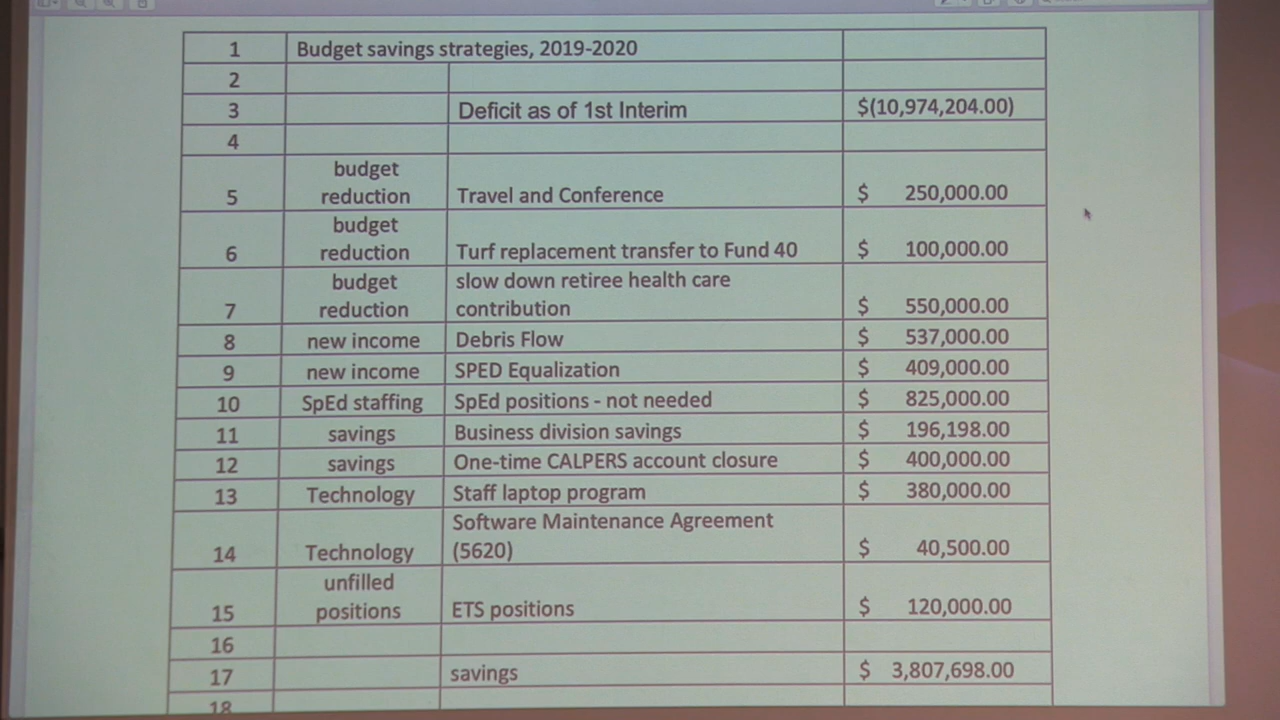 1 Budget savings strategies, 2019-2020
2
3 Deficit as of 1st Interim $(10,974,204.00)
4
budget
5 reduction Travel and Conference $ 250,000.00
budget
6 reduction Turf replacement transfer to Fund 40 $ 100,000.00
budget slow down retiree health care
7 reduction contribution $ 550,000.00
8 new income Debris Flow $ 537,000.00
9 new income SPED Equalization $ 409,000.00
10 SpEd staffing SpEd positions - not needed $ 825,000.00
11 savings Business division savings $ 196,198.00
12 savings One-time CALPERS account closure $ 400,000.00
13 Technology Staff laptop program $ 380,000.00
Software Maintenance Agreement
14 Technology (5620) $ 40,500.00
unfilled
15 positions ETS positions $ 120,000.00
16
17 savings $ 3,807,698.00
18